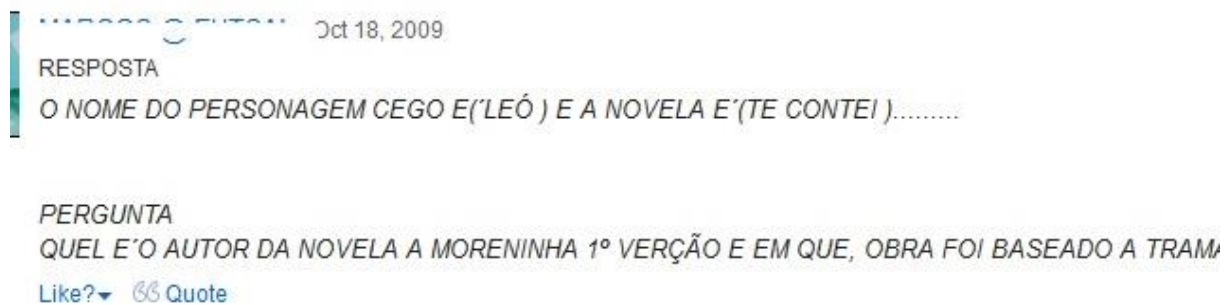 Oct 18, 2009
RESPOSTA
O NOME DO PERSONAGEM CEGO E(´LEÓ ) E A NOVELA E´(TE CONTEI ).........
PERGUNTA
QUEL E´O AUTOR DA NOVELA A MORENINHA 1º VERÇÃO E EM QUE, OBRA FOI BASEADO A TRAMA
Like? Quote